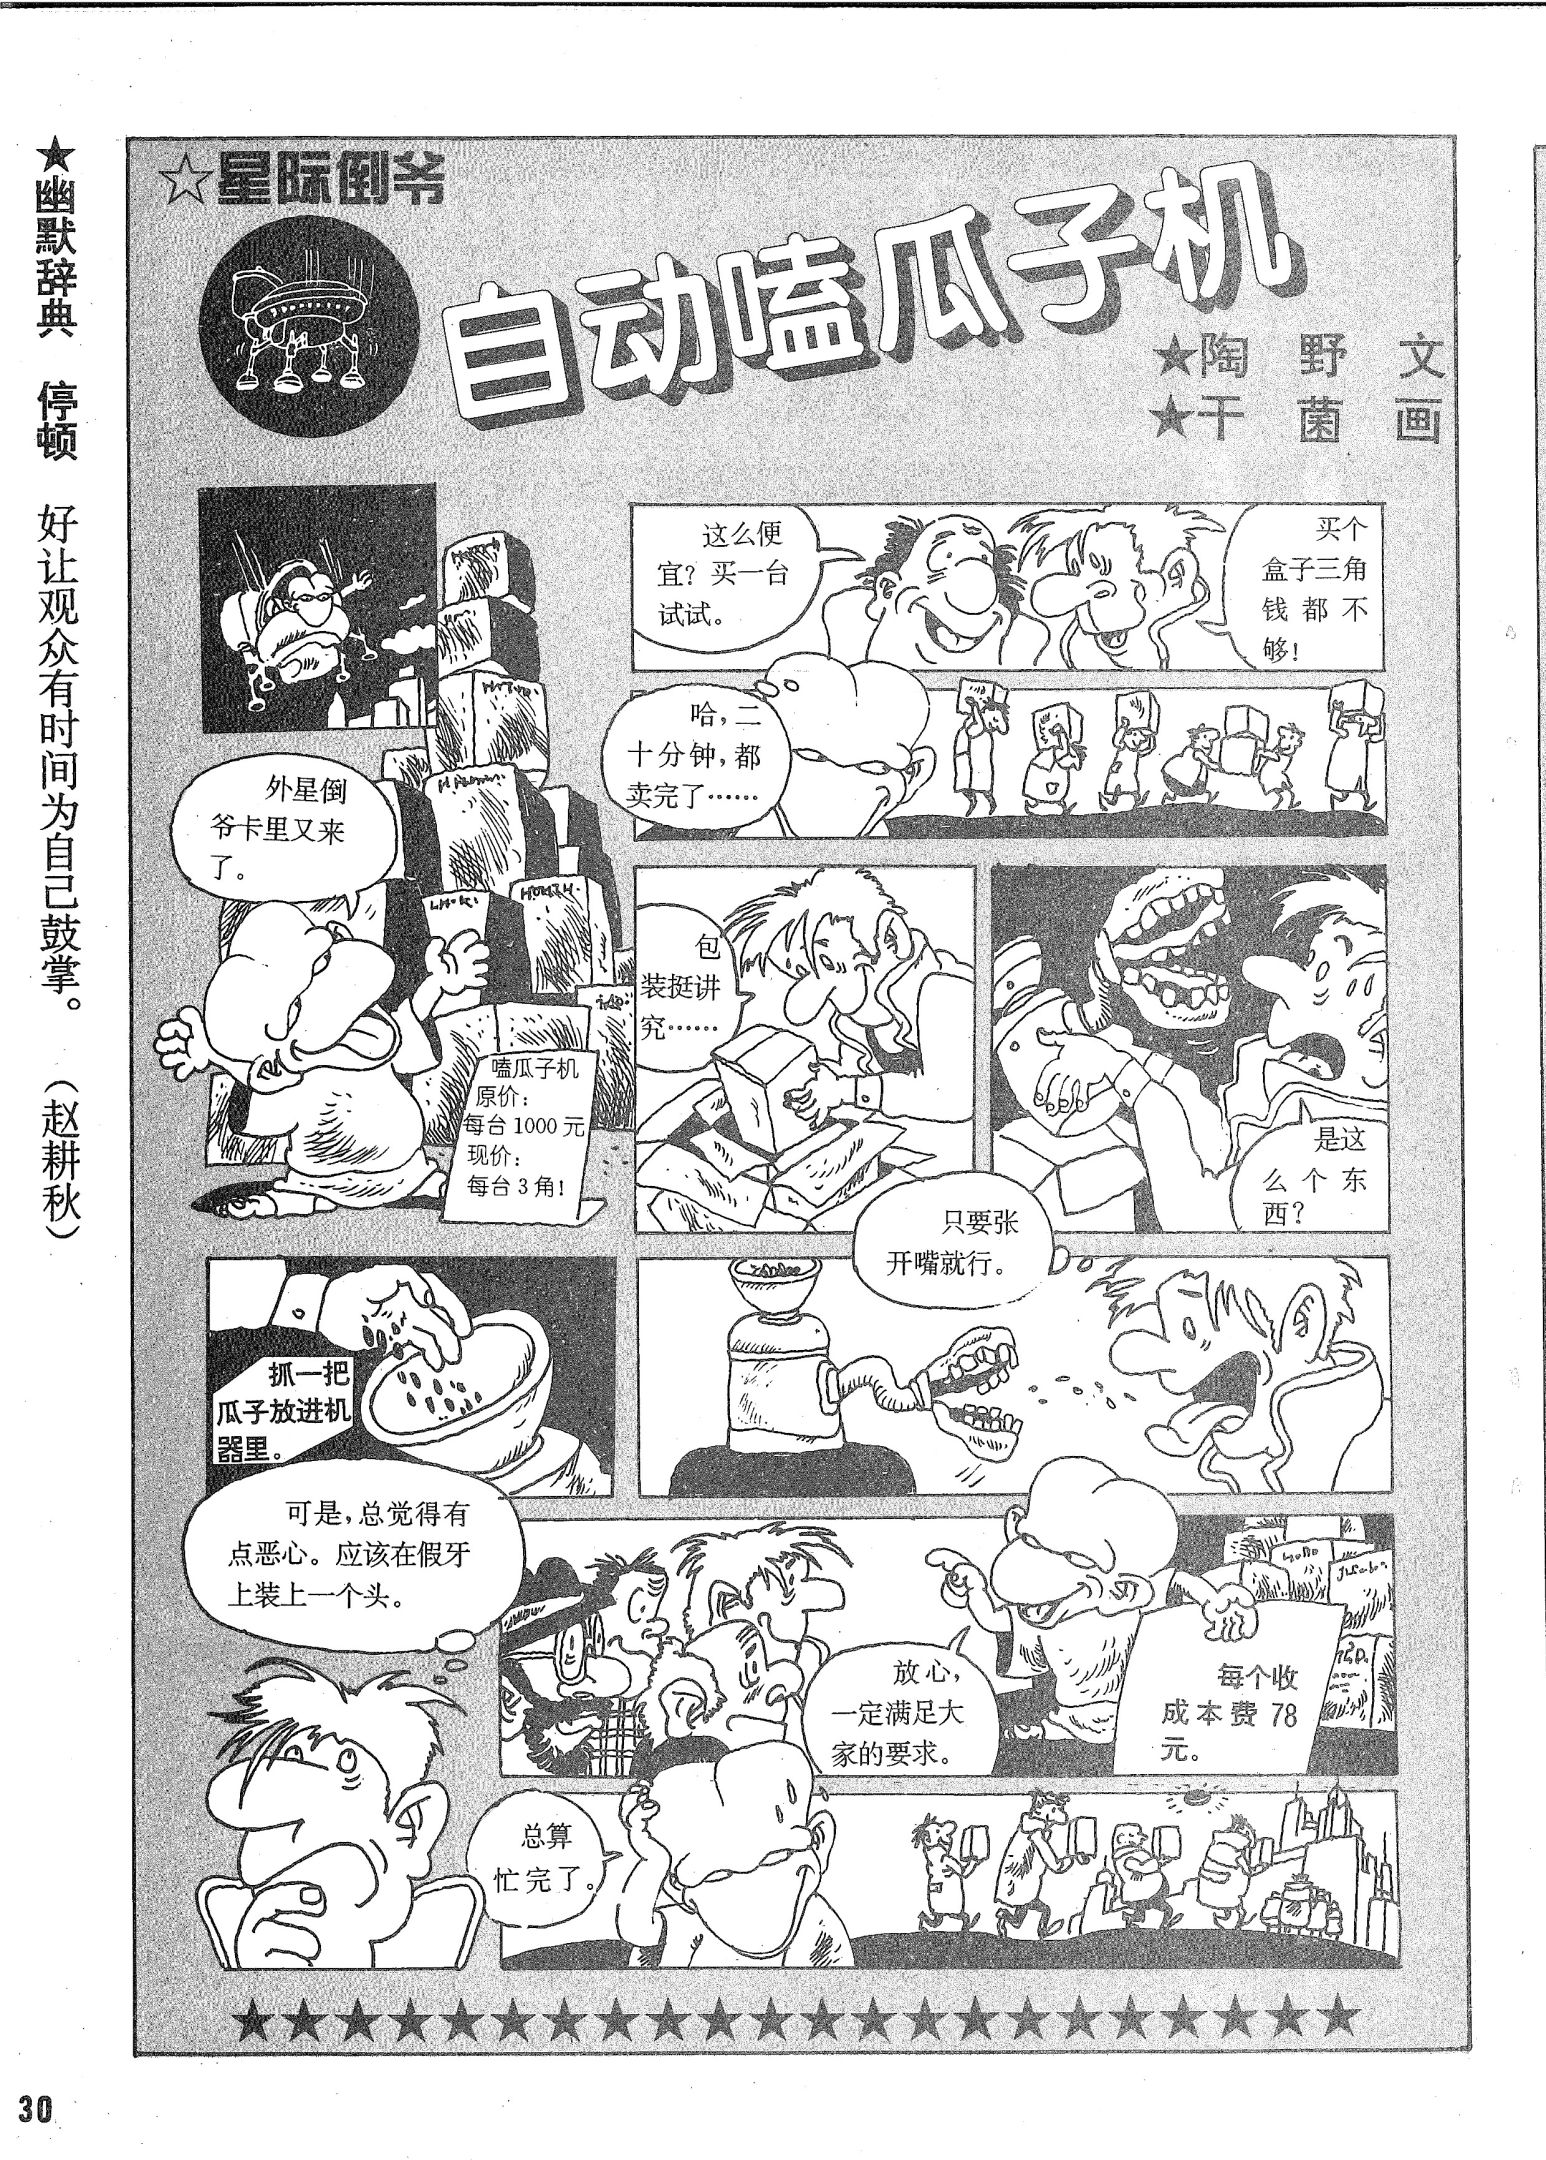 ★幽默辞典 停顿 好让观众有时间为自己鼓掌。 (赵耕秋)
☆星际倒爷
自动嗑瓜子机
★陶野 文
★干菌 画
外星倒
爷卡里又来
了。
嗑瓜子机
原价:
每台1000元
现价:
每台3角!
这么便
宜?买一台
试试。
买个
盒子三角
钱都不
够!
哈,二
十分钟,都
卖完了……
包
装挺讲
究……
是这
么个东
西?
抓一把
瓜子放进机
器里。
只要张
开嘴就行。
可是,总觉得有
点恶心。应该在假牙
上装上一个头。
放心,
一定满足大
家的要求。
每个收
成本费78
元。
总算
忙完了。
★★★★★★★★★★★★★★★★★★★★★
30